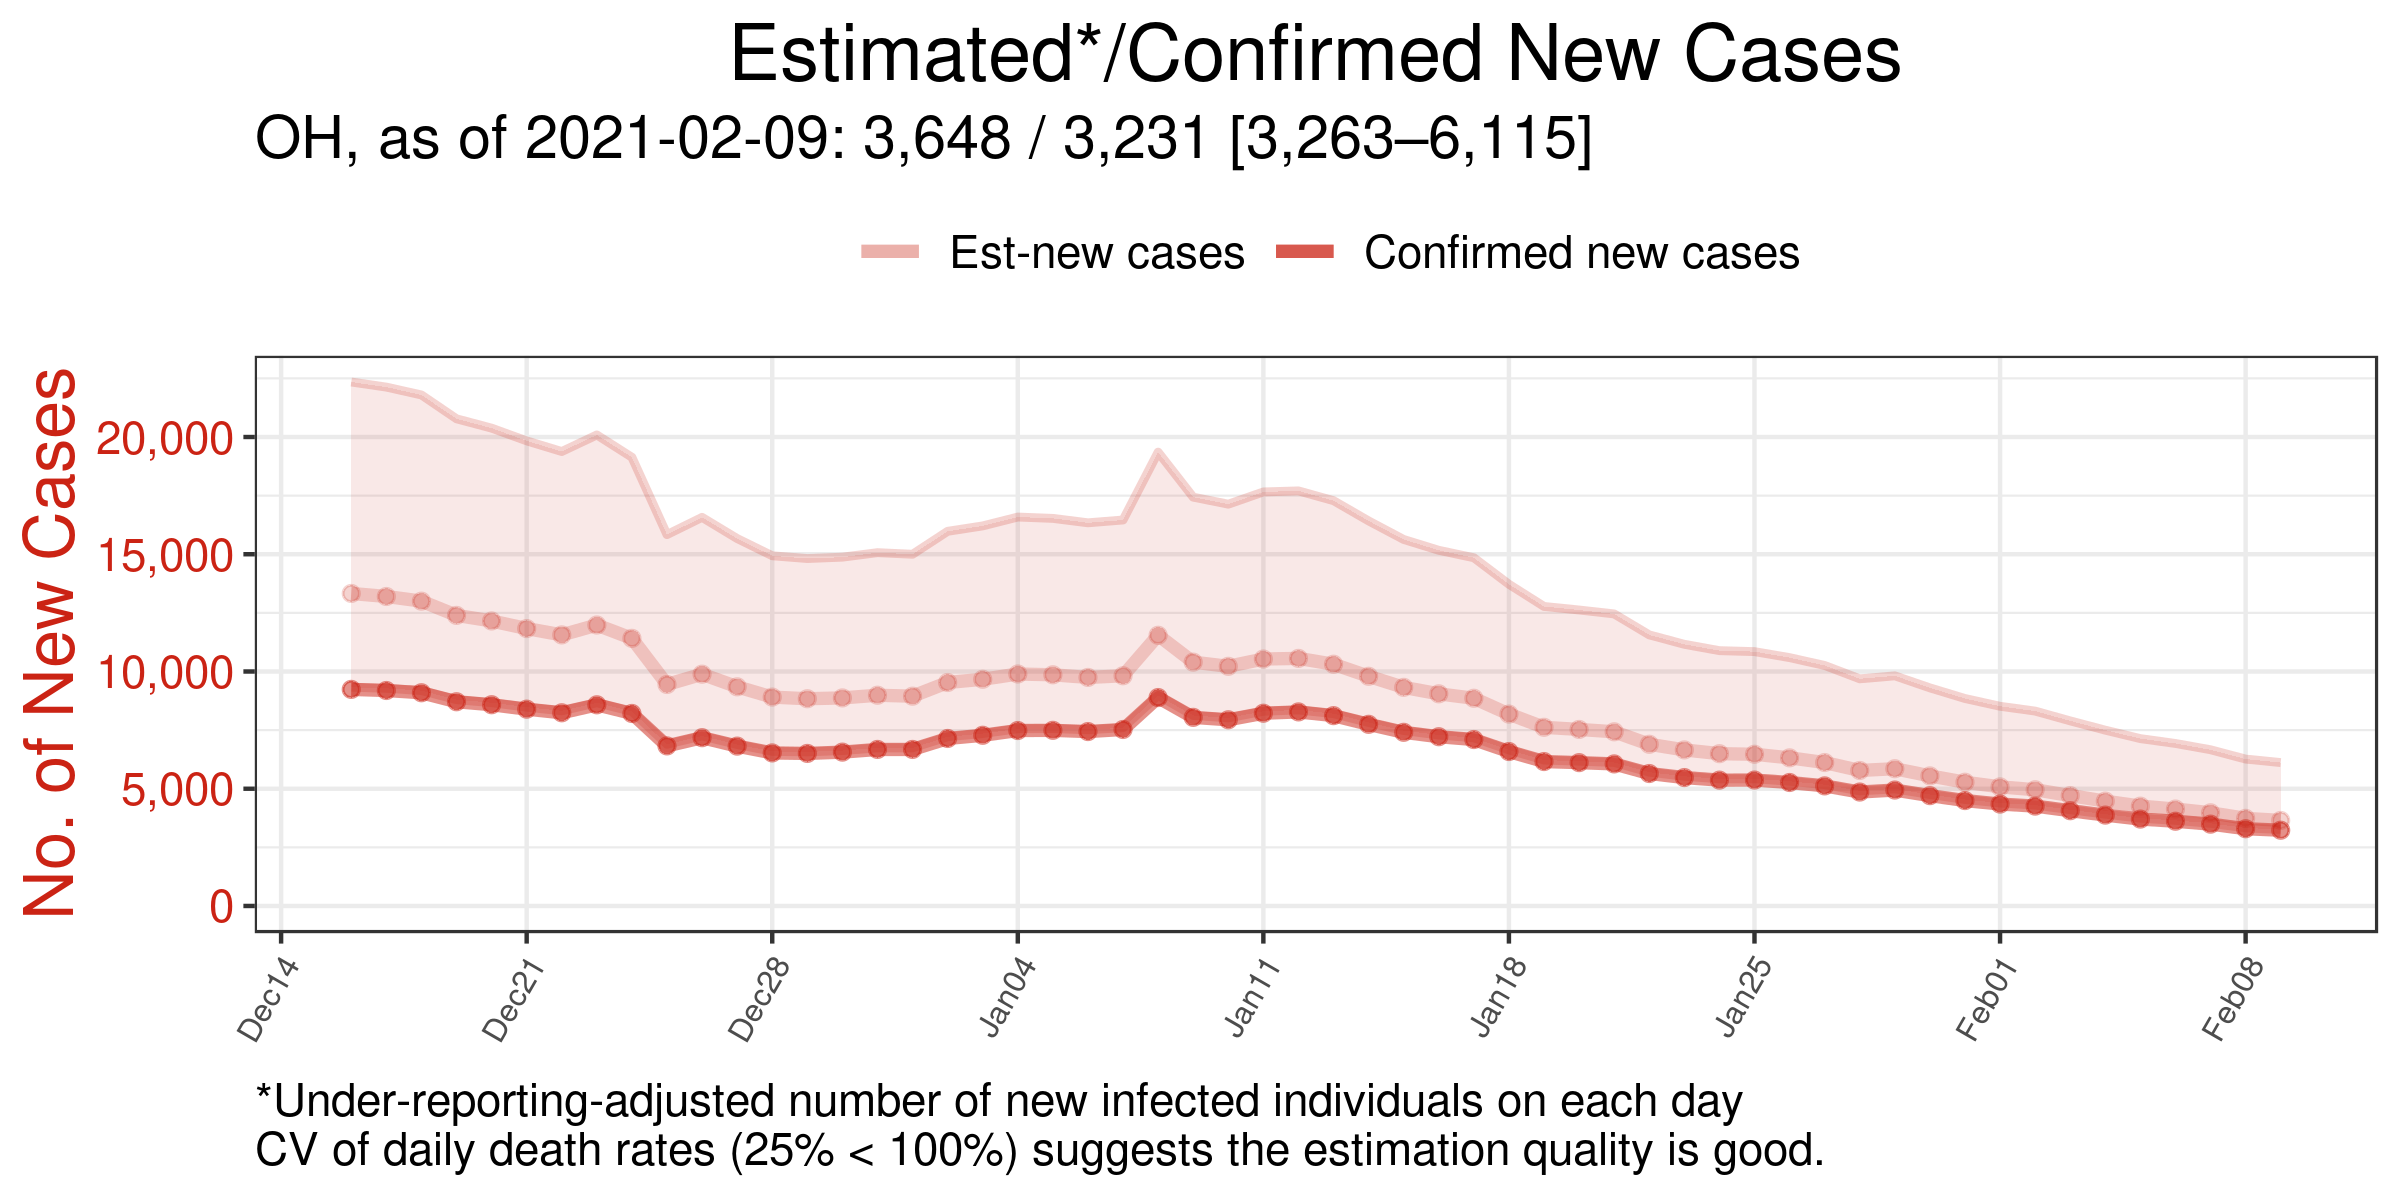 Estimated*/Confirmed New Cases
OH, as of 2021-02-09: 3,648 / 3,231 [3,263–6,115]
Est-new cases
Confirmed new cases
No. of New Cases
20,000
15,000
10,000
5,000
0
Dec14
Dec21
Dec28
Jan04
Jan11
Jan18
Jan25
Feb01
Feb08
*Under-reporting-adjusted number of new infected individuals on each day
CV of daily death rates (25% < 100%) suggests the estimation quality is good.